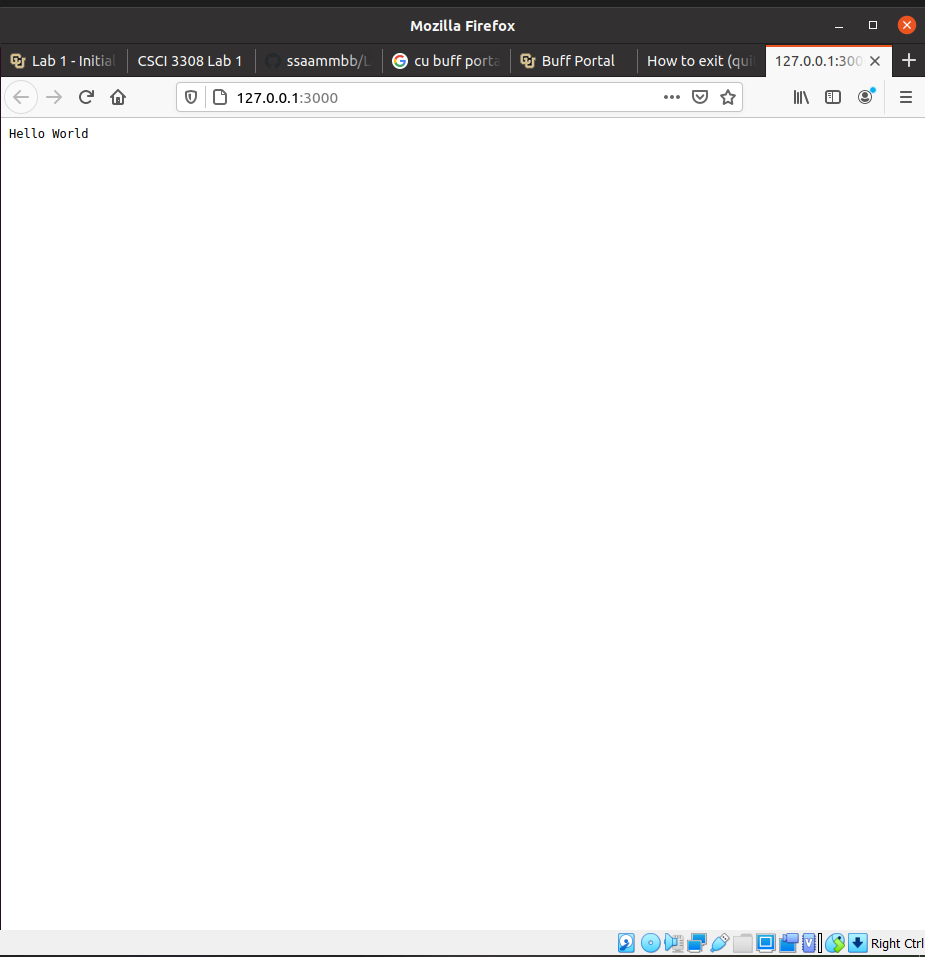 Mozilla Firefox
Lab 1 - Initial
CSCI 3308 Lab 1
ssaammbb/L
cu buff porta
Buff Portal
How to exit (qui
127.0.0.1:300
127.0.0.1:3000
Hello World
Right Ctrl